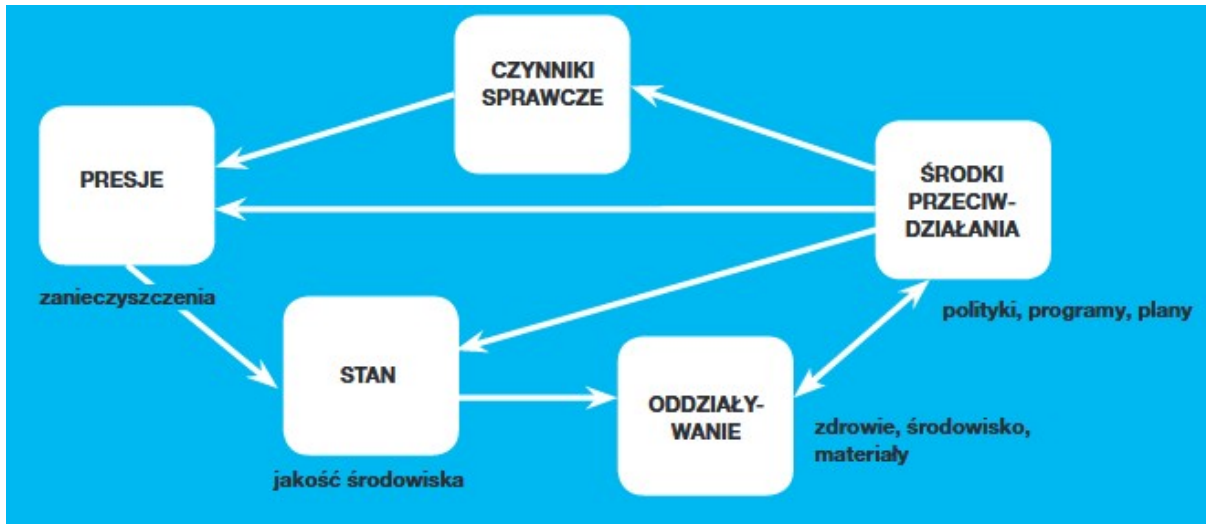 CZYNNIKI
SPRAWCZE
PRESJE
ŚRODKI
PRZECIW-
DZIAŁANIA
zanieczyszczenia
polityki, programy, plany
STAN
ODDZIAŁY-
WANIE
zdrowie, środowisko,
materiały
jakość środowiska